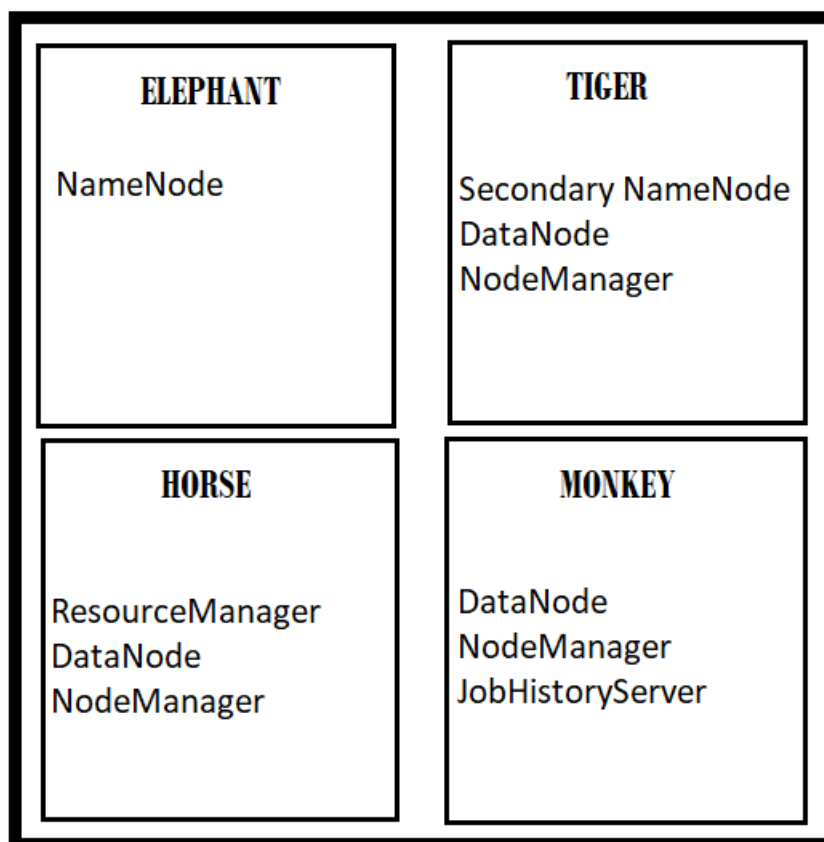 ELEPHANT
NameNode
TIGER
Secondary NameNode
DataNode
NodeManager
HORSE
ResourceManager
DataNode
NodeManager
MONKEY
DataNode
NodeManager
JobHistoryServer